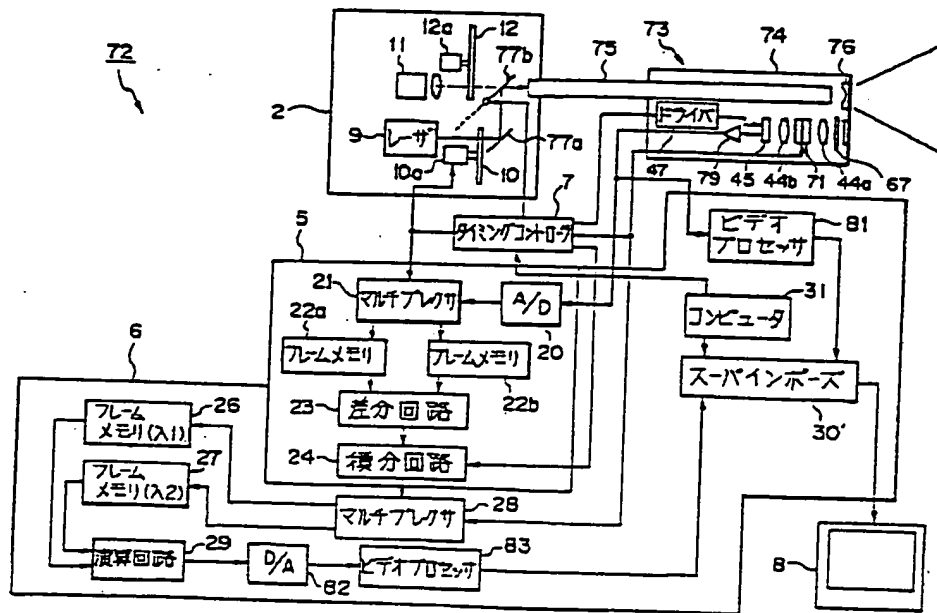 72
12a
12
77b
11
2
9
レーザ
10a
10
77a
75
73
74
76
ドライバ
47
79
45
44b
71
44a
67
7
タイミングコントローラ
5
21
マルチプレクサ
A/D
20
ビデオ
プロセッサ
81
31
コンピュータ
22a
フレームメモリ
フレームメモリ
22b
6
スーパインポーズ
30'
23
差分回路
24
積分回路
フレーム
メモリ(λ1)
26
フレーム
メモリ(λ2)
27
マルチプレクサ
28
演算回路
29
D/A
82
ビデオプロセッサ
83
8